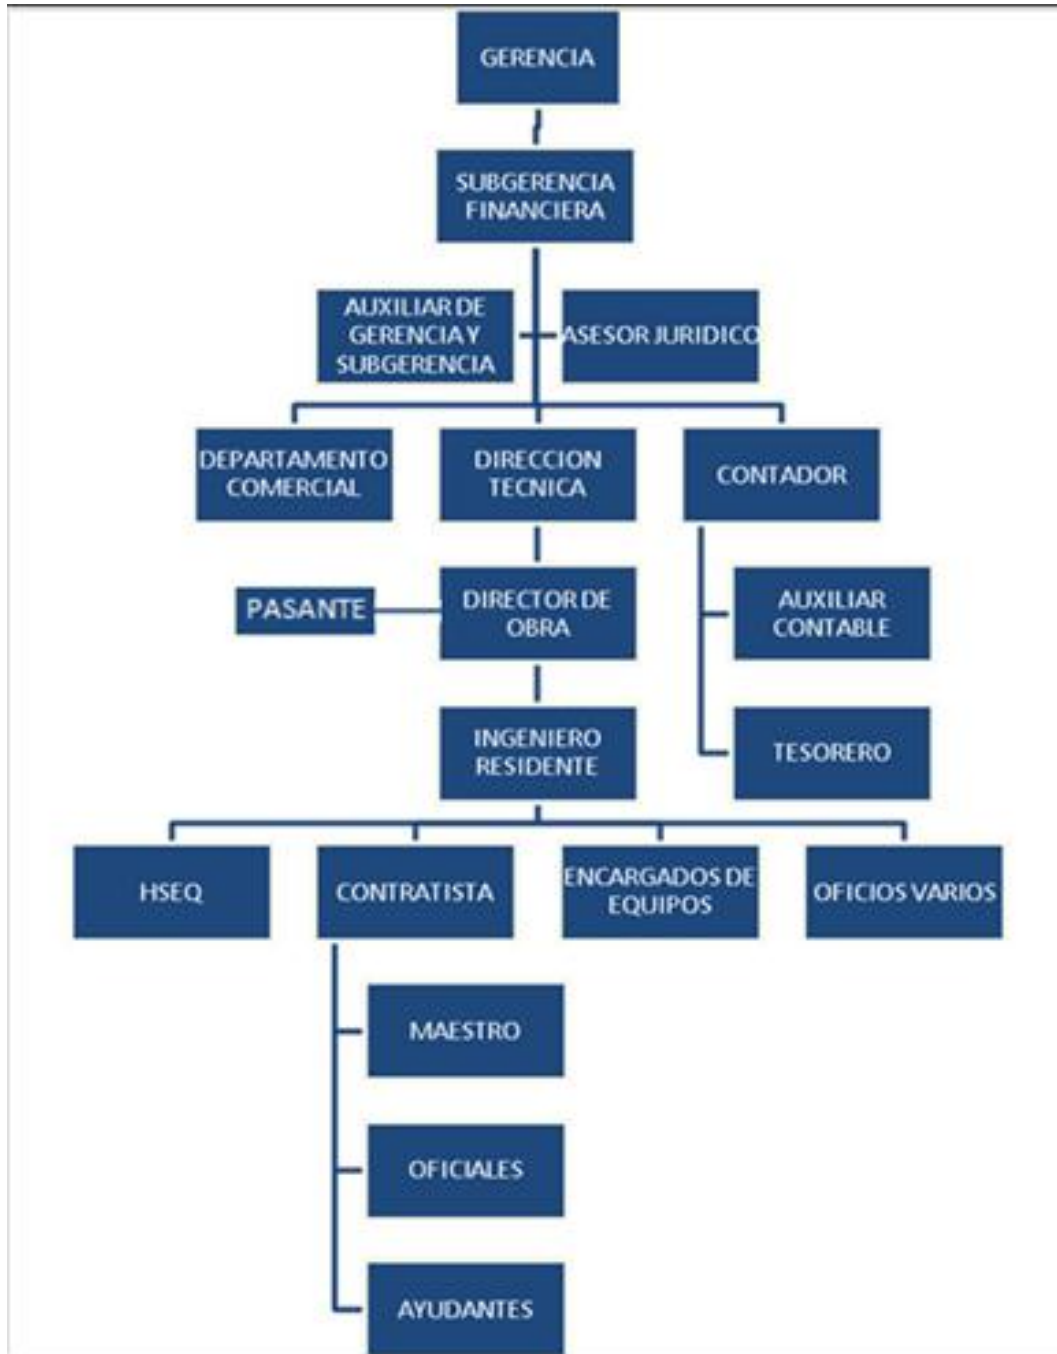 GERENCIA
SUBGERENCIA
FINANCIERA
AUXILIAR DE
GERENCIA Y
SUBGERENCIA
ASESOR JURIDICO
DEPARTAMENTO
COMERCIAL
DIRECCION
TECNICA
CONTADOR
PASANTE
DIRECTOR DE
OBRA
AUXILIAR
CONTABLE
INGENIERO
RESIDENTE
TESORERO
HSEQ
CONTRATISTA
ENCARGADOS DE
EQUIPOS
OFICIOS VARIOS
MAESTRO
OFICIALES
AYUDANTES